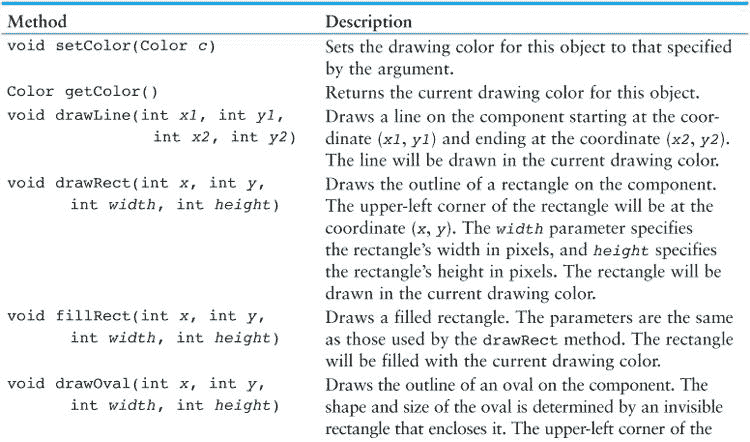 Method Description
void setColor(Color c) Sets the drawing color for this object to that specified
by the argument.
Color getColor() Returns the current drawing color for this object.
void drawLine(int x1, int y1, Draws a line on the component starting at the coor-
int x2, int y2) dinate (x1, y1) and ending at the coordinate (x2, y2).
The line will be drawn in the current drawing color.
void drawRect(int x, int y, Draws the outline of a rectangle on the component.
int width, int height) The upper-left corner of the rectangle will be at the
coordinate (x, y). The width parameter specifies
the rectangle's width in pixels, and height specifies
the rectangle's height in pixels. The rectangle will be
drawn in the current drawing color.
void fillRect(int x, int y, Draws a filled rectangle. The parameters are the same
int width, int height) as those used by the drawRect method. The rectangle
will be filled with the current drawing color.
void drawOval(int x, int y, Draws the outline of an oval on the component. The
int width, int height) shape and size of the oval is determined by an invisible
rectangle that encloses it. The upper-left corner of the